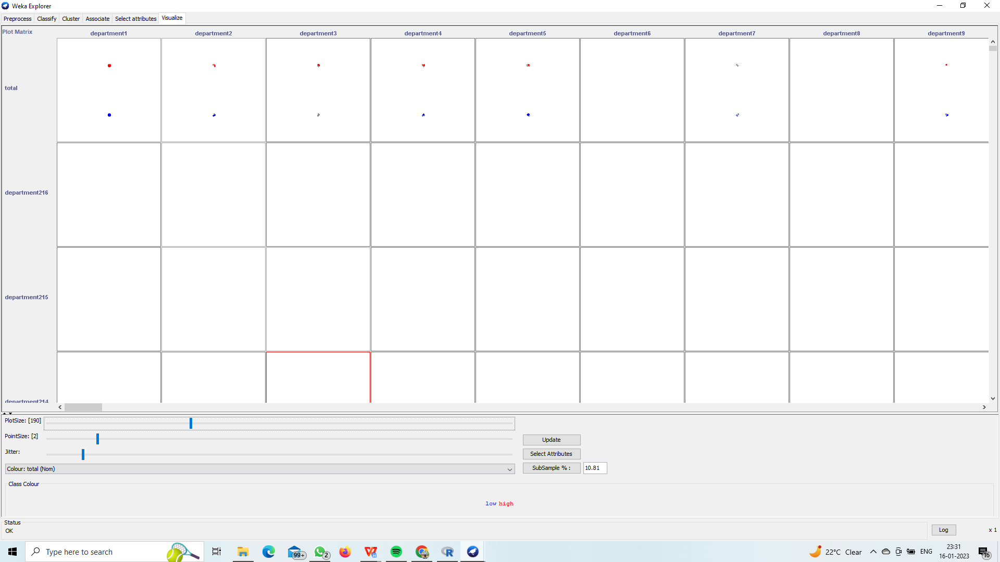 Weka Explorer
Preprocess Classify Cluster Associate Select attributes Visualize
Plot Matrix department1 department2 department3 department4 department5 department6 department7 department8 department9
total
department216
department215
department214
PlotSize: [190]
PointSize: [2]
Update
Jitter:
Select Attributes
Colour: total (Nom)
SubSample % : 10.81
Class Colour
low high
Status
OK
Log
x 1
Type here to search
99+
2
22°C Clear
ENG
23:31
16-01-2023
16